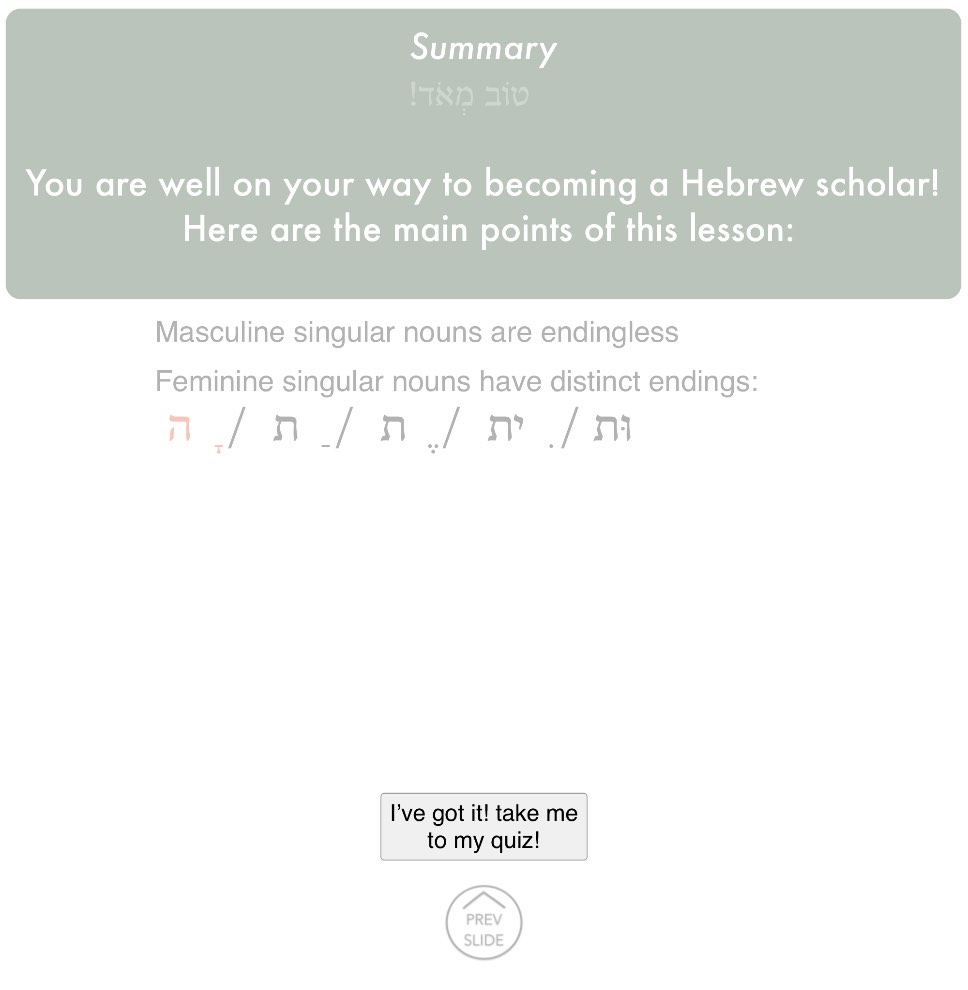 Summary
טוֹב מְאֹד!
You are well on your way to becoming a Hebrew scholar!
Here are the main points of this lesson:
Masculine singular nouns are endingless
Feminine singular nouns have distinct endings:
ה ָ / ת ַ / ת ֶ / ית ִ / וּת
I’ve got it! take me
to my quiz!
PREV
SLIDE